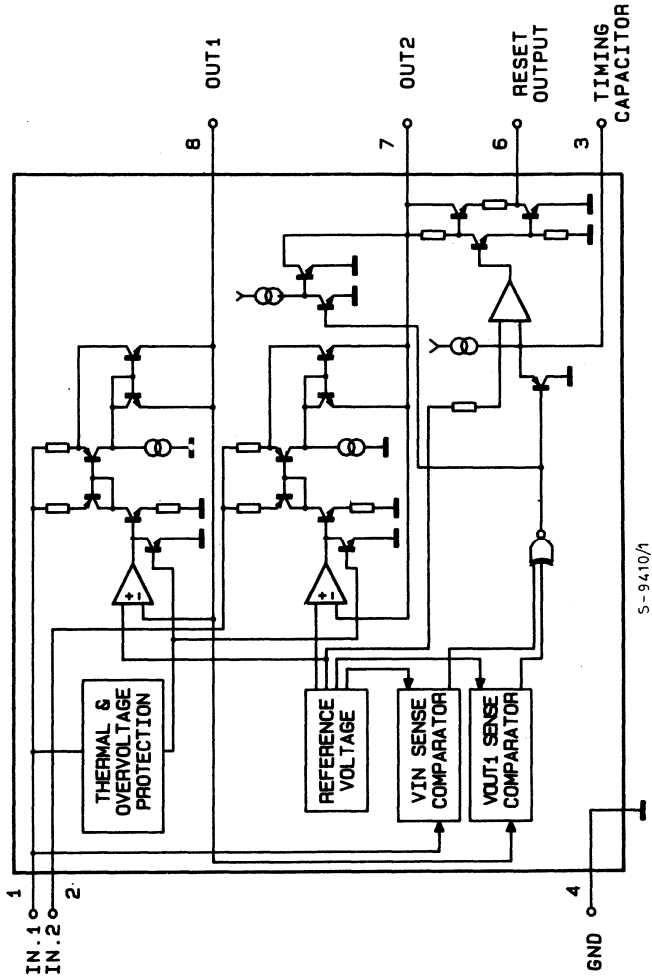 IN.1
1
IN.2
2
THERMAL &
OVERVOLTAGE
PROTECTION
REFERENCE
VOLTAGE
VIN SENSE
COMPARATOR
VOUT1 SENSE
COMPARATOR
+
-
+
-
8
OUT1
7
OUT2
6
RESET
OUTPUT
3
TIMING
CAPACITOR
4
GND
S-9410/1